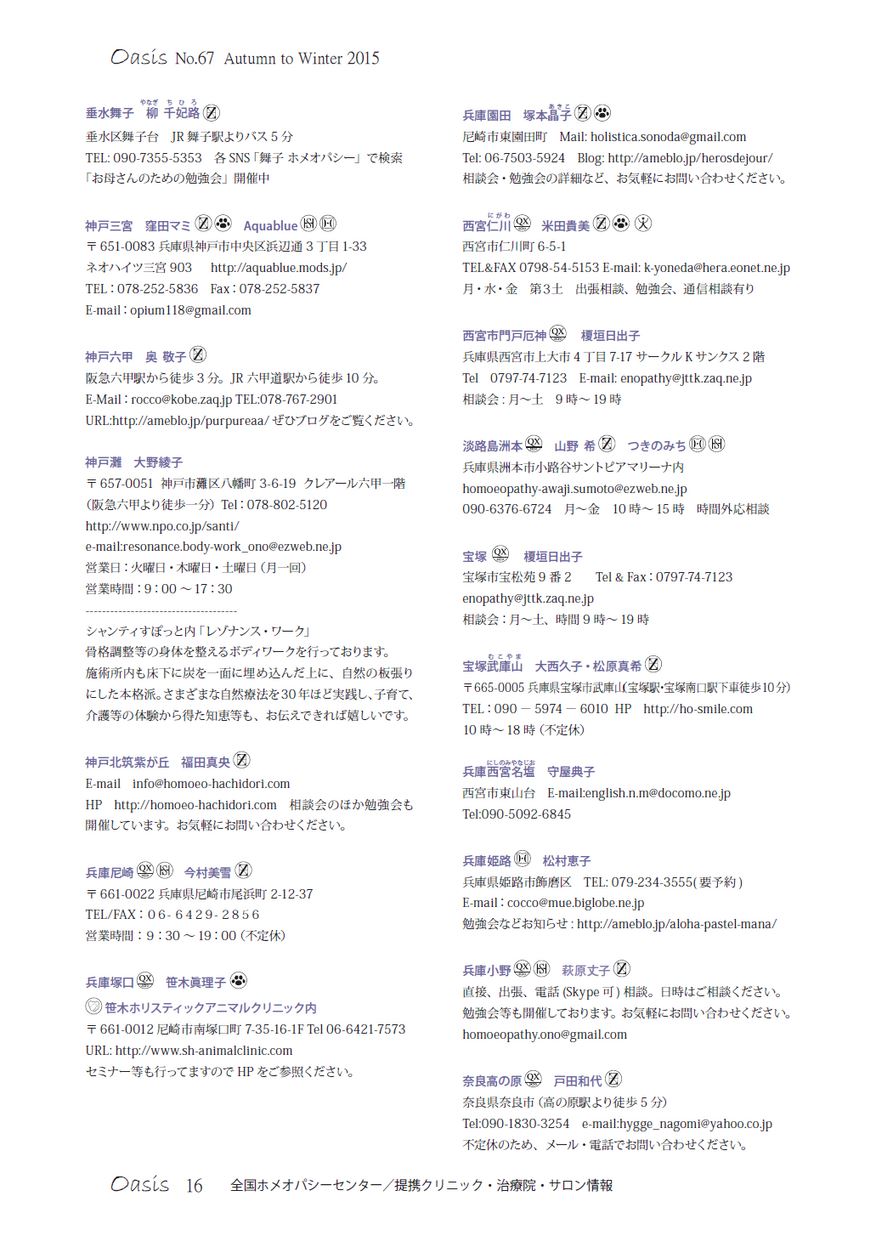 Oasis No.67 Autumn to Winter 2015
垂水舞子 柳 千妃路
やなぎ ち ひ ろ
垂水区舞子台 JR 舞子駅よりバス 5 分
TEL: 090-7355-5353 各 SNS「舞子 ホメオパシー」で検索
「お母さんのための勉強会」開催中
神戸三宮 窪田マミ Aquablue
〒 651-0083 兵庫県神戸市中央区浜辺通 3 丁目 1-33
ネオハイツ三宮 903 http://aquablue.mods.jp/
TEL：078-252-5836 Fax：078-252-5837
E-mail：opium118@gmail.com
神戸六甲 奥 敬子
阪急六甲駅から徒歩 3 分。JR 六甲道駅から徒歩 10 分。
E-Mail：rocco@kobe.zaq.jp TEL:078-767-2901
URL:http://ameblo.jp/purpureaa/ ぜひブログをご覧ください。
神戸灘 大野綾子
〒 657-0051 神戸市灘区八幡町 3-6-19 クレアール六甲一階
（阪急六甲より徒歩一分） Tel：078-802-5120
http://www.npo.co.jp/santi/
e-mail:resonance.body-work_ono@ezweb.ne.jp
営業日：火曜日・木曜日・土曜日（月一回）
営業時間：9：00 〜 17：30
-------------------------------------
シャンティすぽっと内「レゾナンス・ワーク」
骨格調整等の身体を整えるボディワークを行っております。
施術所内も床下に炭を一面に埋め込んだ上に、自然の板張り
にした本格派。さまざまな自然療法を30年ほど実践し、子育て、
介護等の体験から得た知恵等も、お伝えできれば嬉しいです。
神戸北筑紫が丘 福田真央
E-mail info@homoeo-hachidori.com
HP http://homoeo-hachidori.com 相談会のほか勉強会も
開催しています。お気軽にお問い合わせください。
兵庫尼崎 QX 今村美雪
〒 661-0022 兵庫県尼崎市尾浜町 2-12-37
TEL/FAX：０６- ６４２９- ２８５６
営業時間：９：30 〜 19：00（不定休）
兵庫塚口 QX 笹木眞理子
笹木ホリスティックアニマルクリニック内
〒 661-0012 尼崎市南塚口町 7-35-16-1F Tel 06-6421-7573
URL: http://www.sh-animalclinic.com
セミナー等も行ってますので HP をご参照ください。
兵庫園田 塚本晶子
あきこ
尼崎市東園田町 Mail: holistica.sonoda@gmail.com
Tel: 06-7503-5924 Blog: http://ameblo.jp/herosdejour/
相談会・勉強会の詳細など、お気軽にお問い合わせください。
西宮仁川 QX 米田貴美
にがわ
西宮市仁川町 6-5-1
TEL&FAX 0798-54-5153 E-mail: k-yoneda@hera.eonet.ne.jp
月・水・金 第３土 出張相談、勉強会、通信相談有り
西宮市門戸厄神 QX 榎垣日出子
兵庫県西宮市上大市 4 丁目 7-17 サークル K サンクス 2 階
Tel 0797-74-7123 E-mail: enopathy@jttk.zaq.ne.jp
相談会 : 月〜土 9 時〜 19 時
淡路島洲本 QX 山野 希 つきのみち
兵庫県洲本市小路谷サントピアマリーナ内
homoeopathy-awaji.sumoto@ezweb.ne.jp
090-6376-6724 月〜金 10 時〜 15 時 時間外応相談
宝塚 QX 榎垣日出子
宝塚市宝松苑 9 番 2 Tel & Fax：0797-74-7123
enopathy@jttk.zaq.ne.jp
相談会：月〜土、時間 9 時〜 19 時
宝塚武庫山 大西久子・松原真希
むこやま
〒665-0005 兵庫県宝塚市武庫山(宝塚駅・宝塚南口駅下車徒歩10分)
TEL：090 − 5974 − 6010 HP http://ho-smile.com
10 時〜 18 時（不定休）
兵庫西宮名塩 守屋典子
にしのみやなじお
西宮市東山台 E-mail:english.n.m@docomo.ne.jp
Tel:090-5092-6845
兵庫姫路 松村恵子
兵庫県姫路市飾磨区 TEL: 079-234-3555( 要予約 )
E-mail：cocco@mue.biglobe.ne.jp
勉強会などお知らせ : http://ameblo.jp/aloha-pastel-mana/
兵庫小野 QX 萩原丈子
直接、出張、電話 (Skype 可 ) 相談。日時はご相談ください。
勉強会等も開催しております。お気軽にお問い合わせください。
homoeopathy.ono@gmail.com
奈良高の原 QX 戸田和代
奈良県奈良市（高の原駅より徒歩 5 分）
Tel:090-1830-3254 e-mail:hygge_nagomi@yahoo.co.jp
不定休のため、メール・電話でお問い合わせください。
Oasis 16 全国ホメオパシーセンター／提携クリニック・治療院・サロン情報